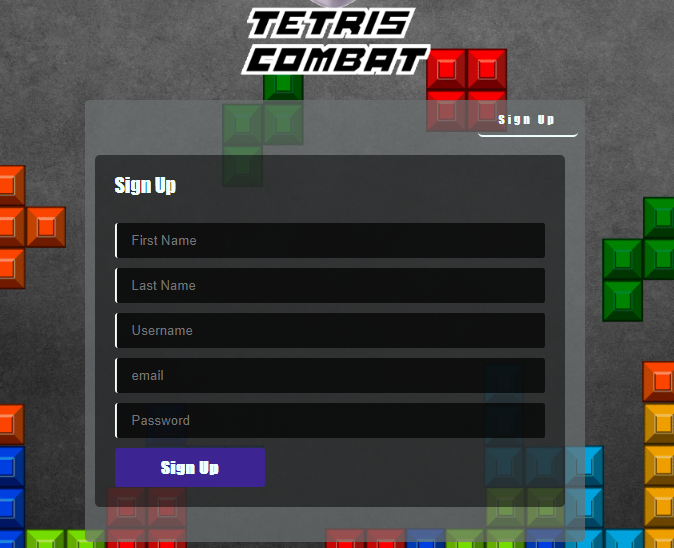 TETRIS
COMBAT
Sign Up
Sign Up
First Name
Last Name
Username
email
Password
Sign Up